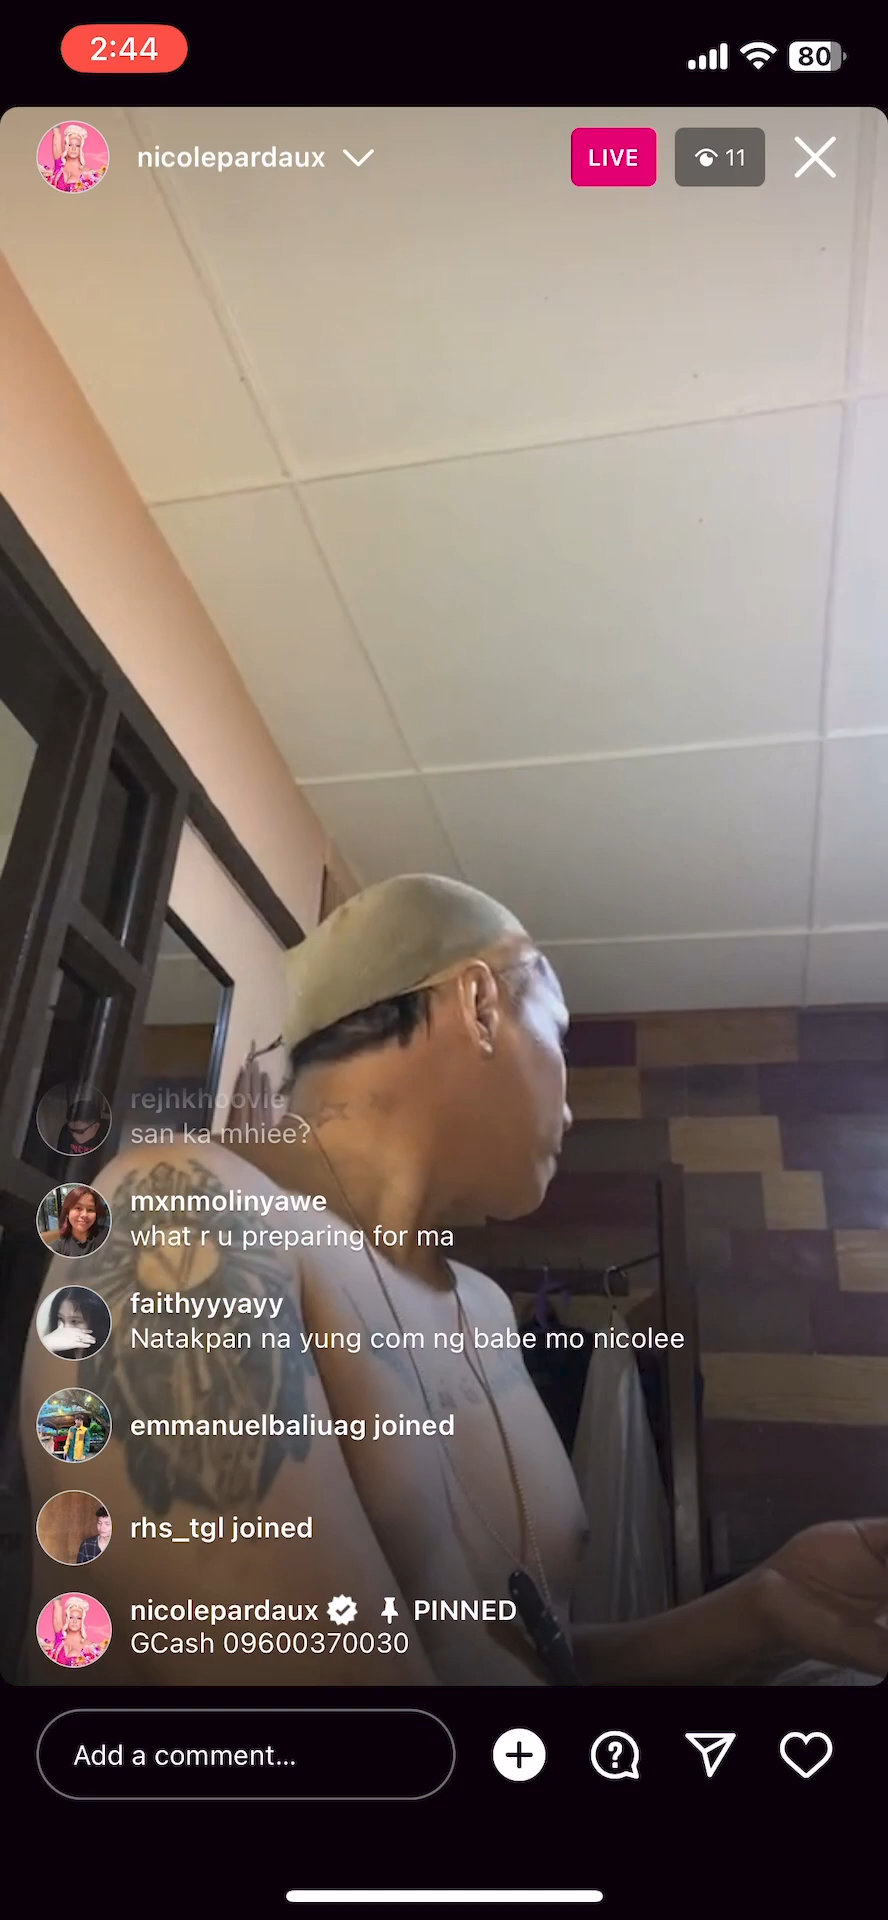 2:44
80
nicolepardaux
LIVE
11
rejhkhoovie
san ka mhiee?
mxnmolinyawe
what r u preparing for ma
faithyyyayy
Natakpan na yung com ng babe mo nicolee
emmanuelbaliuag joined
rhs_tgl joined
nicolepardaux PINNED
GCash 09600370030
Add a comment...